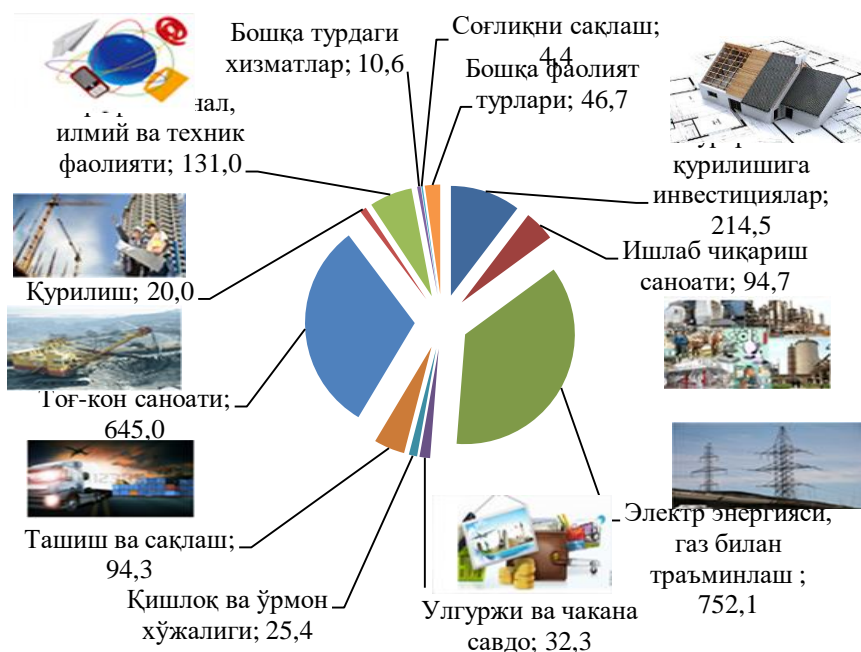 Бошқа турдаги
хизматлар; 10,6
Соғлиқни сақлаш;
4,4
Бошқа фаолият
турлари; 46,7
илмий ва техник
фаолияти; 131,0
қурилишига
инвестициялар;
214,5
Ишлаб чиқариш
саноати; 94,7
Қурилиш; 20,0
Тоғ-кон саноати;
645,0
Электр энергияси,
газ билан
траъминлаш ;
752,1
Ташиш ва сақлаш;
94,3
Қишлоқ ва ўрмон
хўжалиги; 25,4
Улгуржи ва чакана
савдо; 32,3